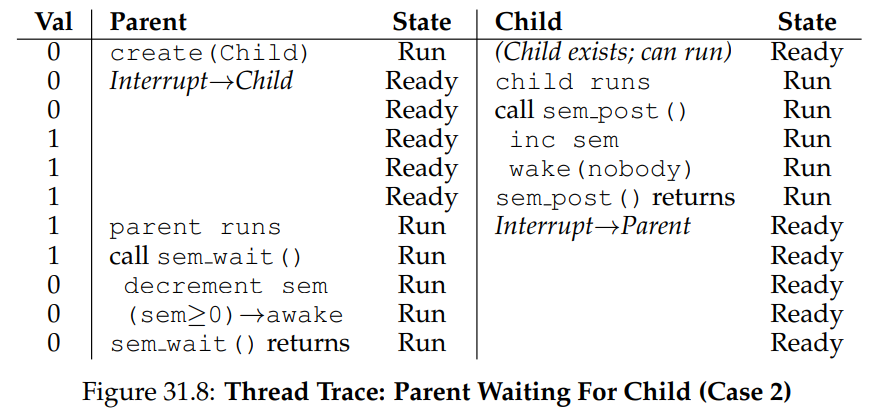 Val Parent State Child State
0 create(Child) Run (Child exists; can run) Ready
0 Interrupt→Child Ready child runs Run
0 Ready call sem_post() Run
1 Ready inc sem Run
1 Ready wake(nobody) Run
1 Ready sem_post() returns Run
1 parent runs Run Interrupt→Parent Ready
1 call sem_wait() Run Ready
0 decrement sem Run Ready
0 (sem≥0)→awake Run Ready
0 sem_wait() returns Run Ready
Figure 31.8: Thread Trace: Parent Waiting For Child (Case 2)